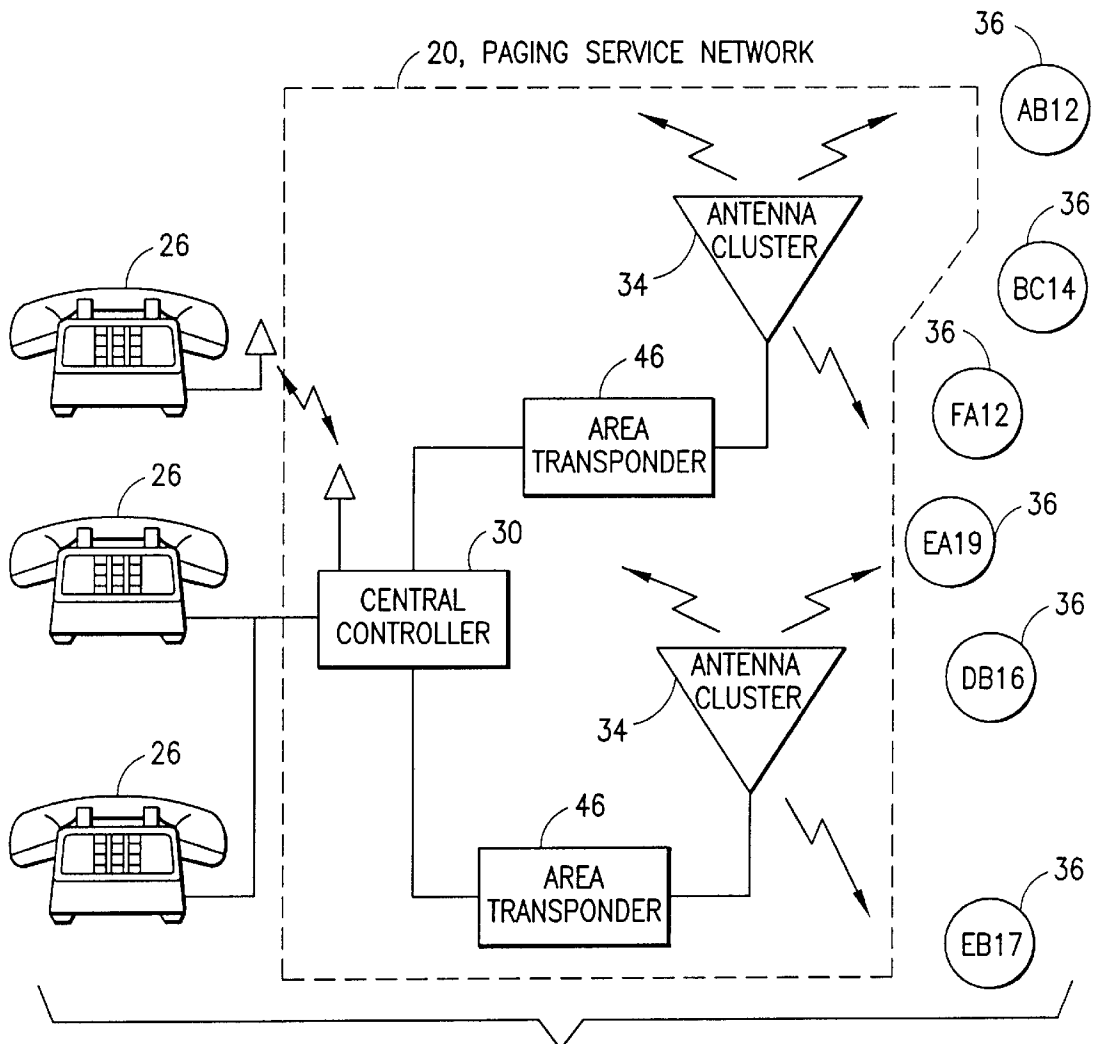 20, PAGING SERVICE NETWORK
36
AB12
36
BC14
ANTENNA
CLUSTER
34
26
36
FA12
46
AREA
TRANSPONDER
26
36
EA19
30
CENTRAL
CONTROLLER
ANTENNA
CLUSTER
34
36
DB16
26
46
AREA
TRANSPONDER
36
EB17